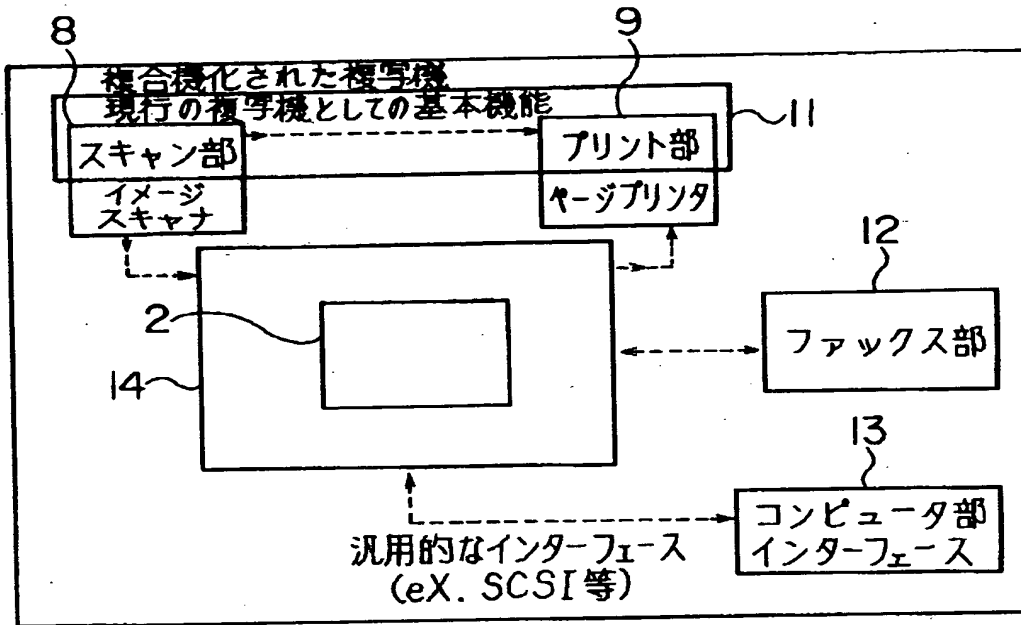 8
9
複合機化された複写機
現行の複写機としての基本機能
11
スキャン部
プリント部
イメージ
スキャナ
ページプリンタ
12
2
ファックス部
14
13
コンピュータ部
インターフェース
汎用的なインターフェース
(eX. SCSI等)